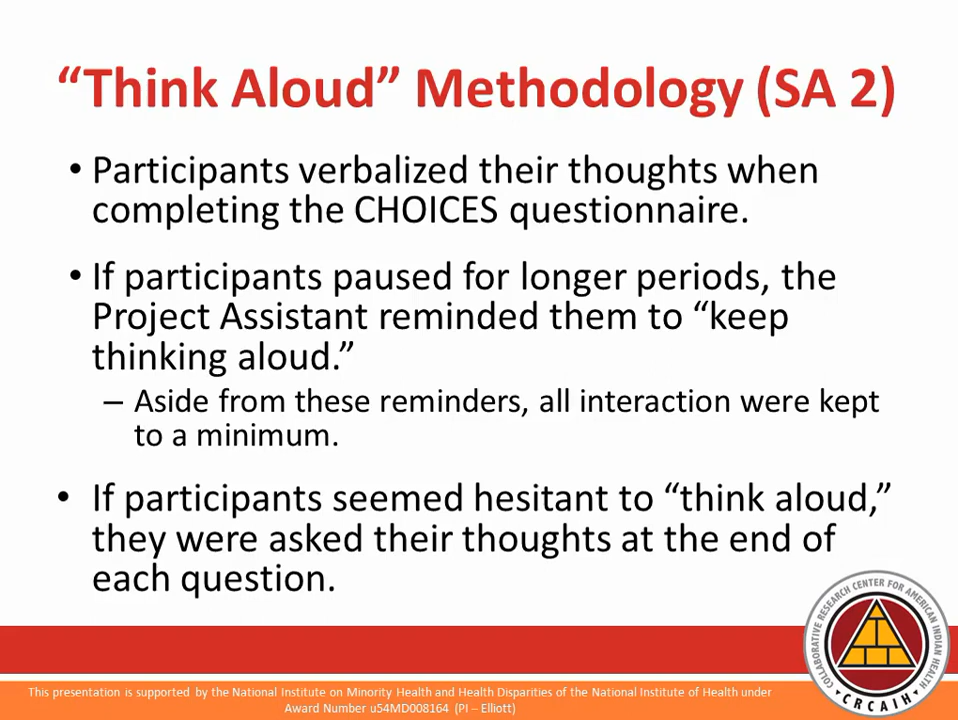 “Think Aloud” Methodology (SA 2)
• Participants verbalized their thoughts when
completing the CHOICES questionnaire.
• If participants paused for longer periods, the
Project Assistant reminded them to “keep
thinking aloud.”
– Aside from these reminders, all interaction were kept
to a minimum.
• If participants seemed hesitant to “think aloud,”
they were asked their thoughts at the end of
each question.
COLLABORATIVE RESEARCH CENTER FOR AMERICAN INDIAN HEALTH
CRCAIH
This presentation is supported by the National Institute on Minority Health and Health Disparities of the National Institute of Health under
Award Number u54MD008164 (PI – Elliott)